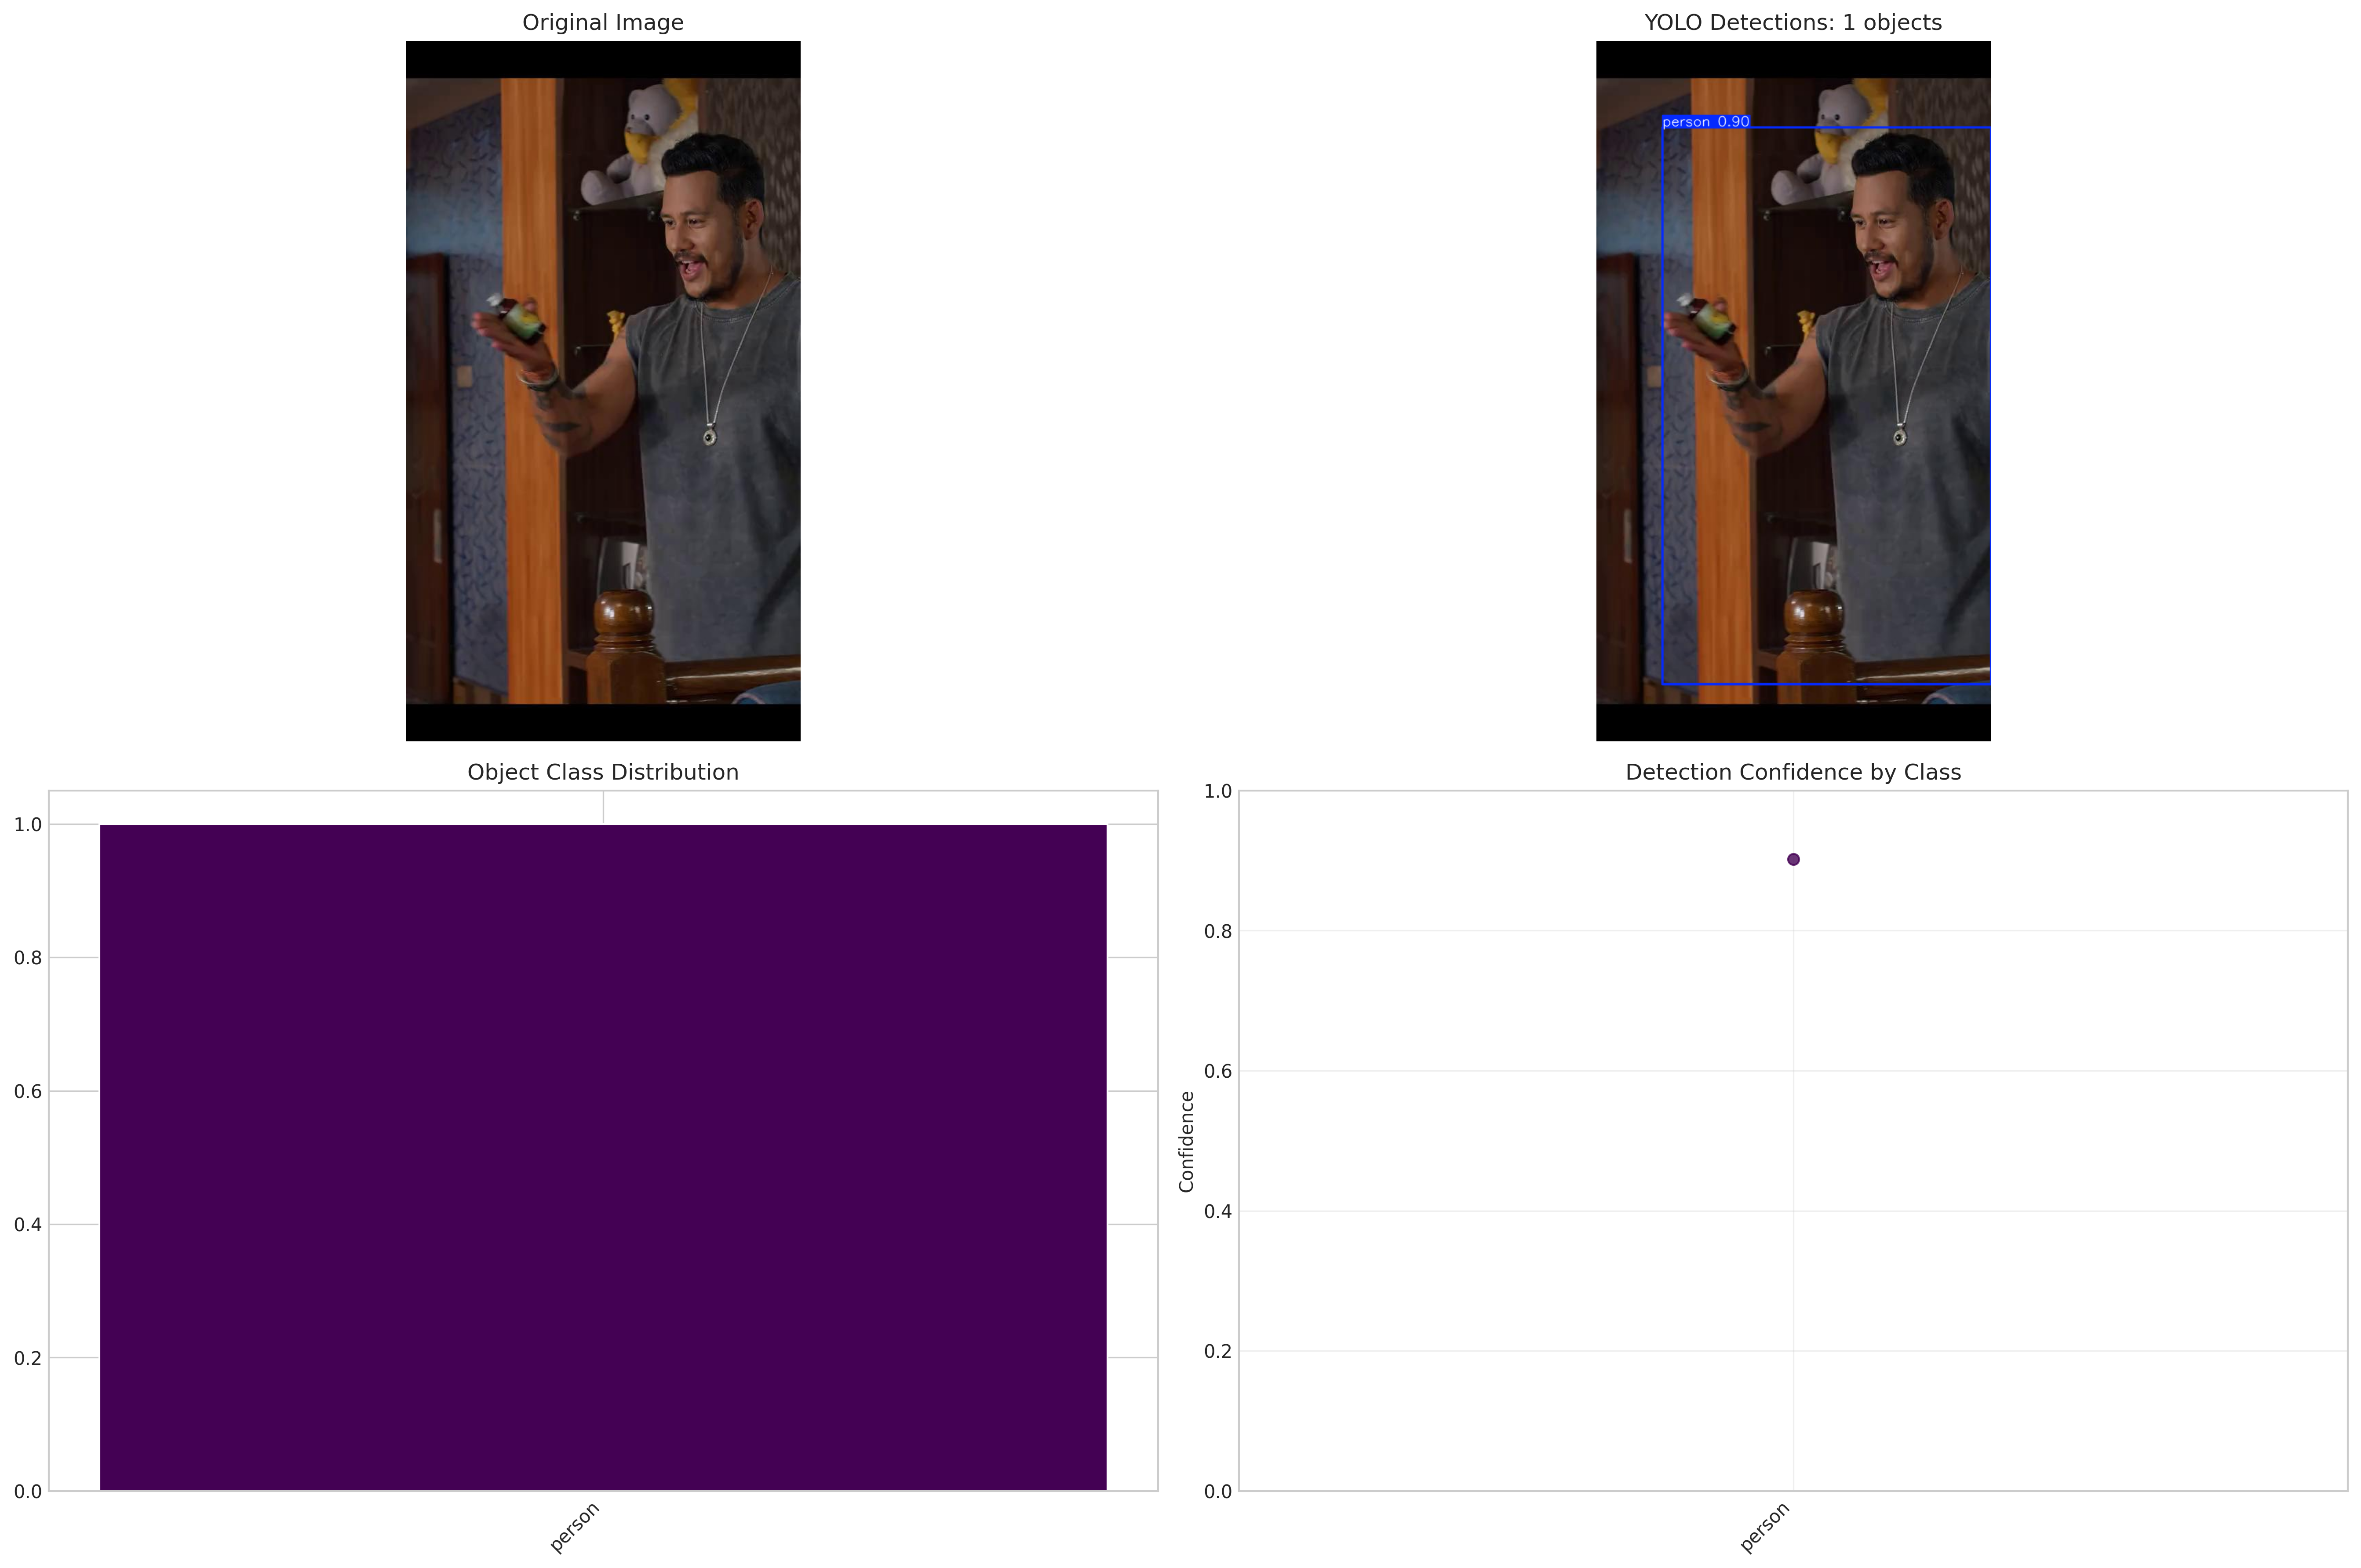 Original Image
YOLO Detections: 1 objects
person 0.90
Object Class Distribution
1.0
0.8
0.6
0.4
0.2
0.0
person
Detection Confidence by Class
Confidence
1.0
0.8
0.6
0.4
0.2
0.0
person